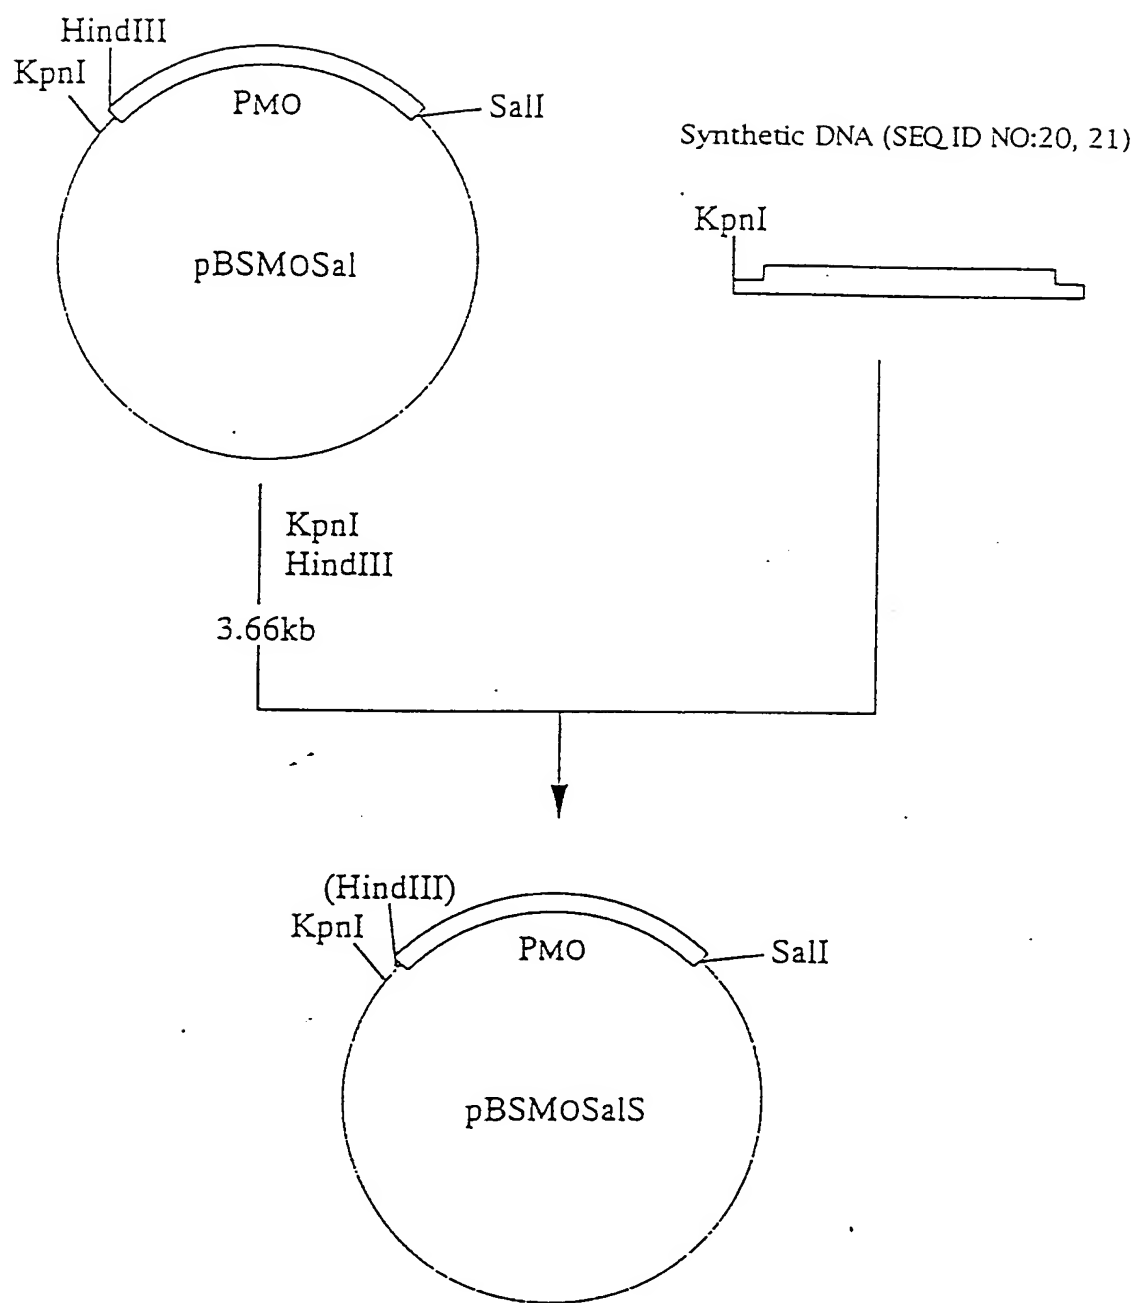 HindIII
KpnI
PMO
SalI
Synthetic DNA (SEQ ID NO:20, 21)
KpnI
pBSMOSal
KpnI
HindIII
3.66kb
(HindIII)
KpnI
PMO
SalI
pBSMOSalS